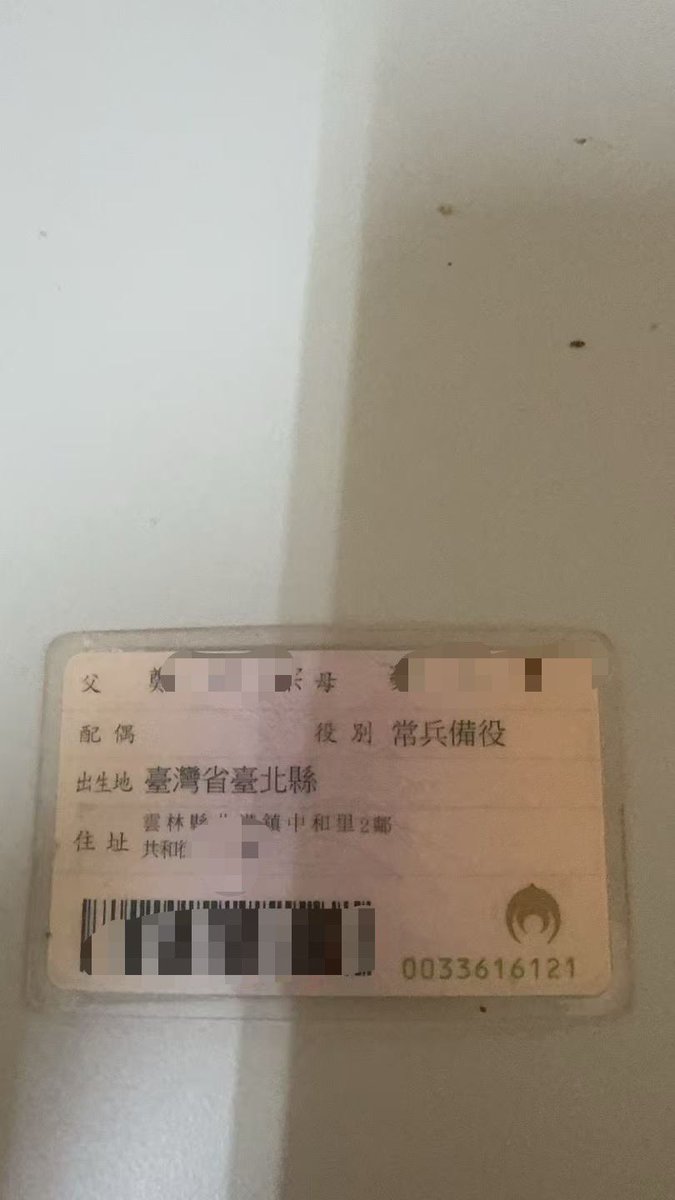 父 母
配偶 役別 常兵備役
出生地 臺灣省臺北縣
住址 雲林縣 鎮中和里2鄰
共和
0033616121